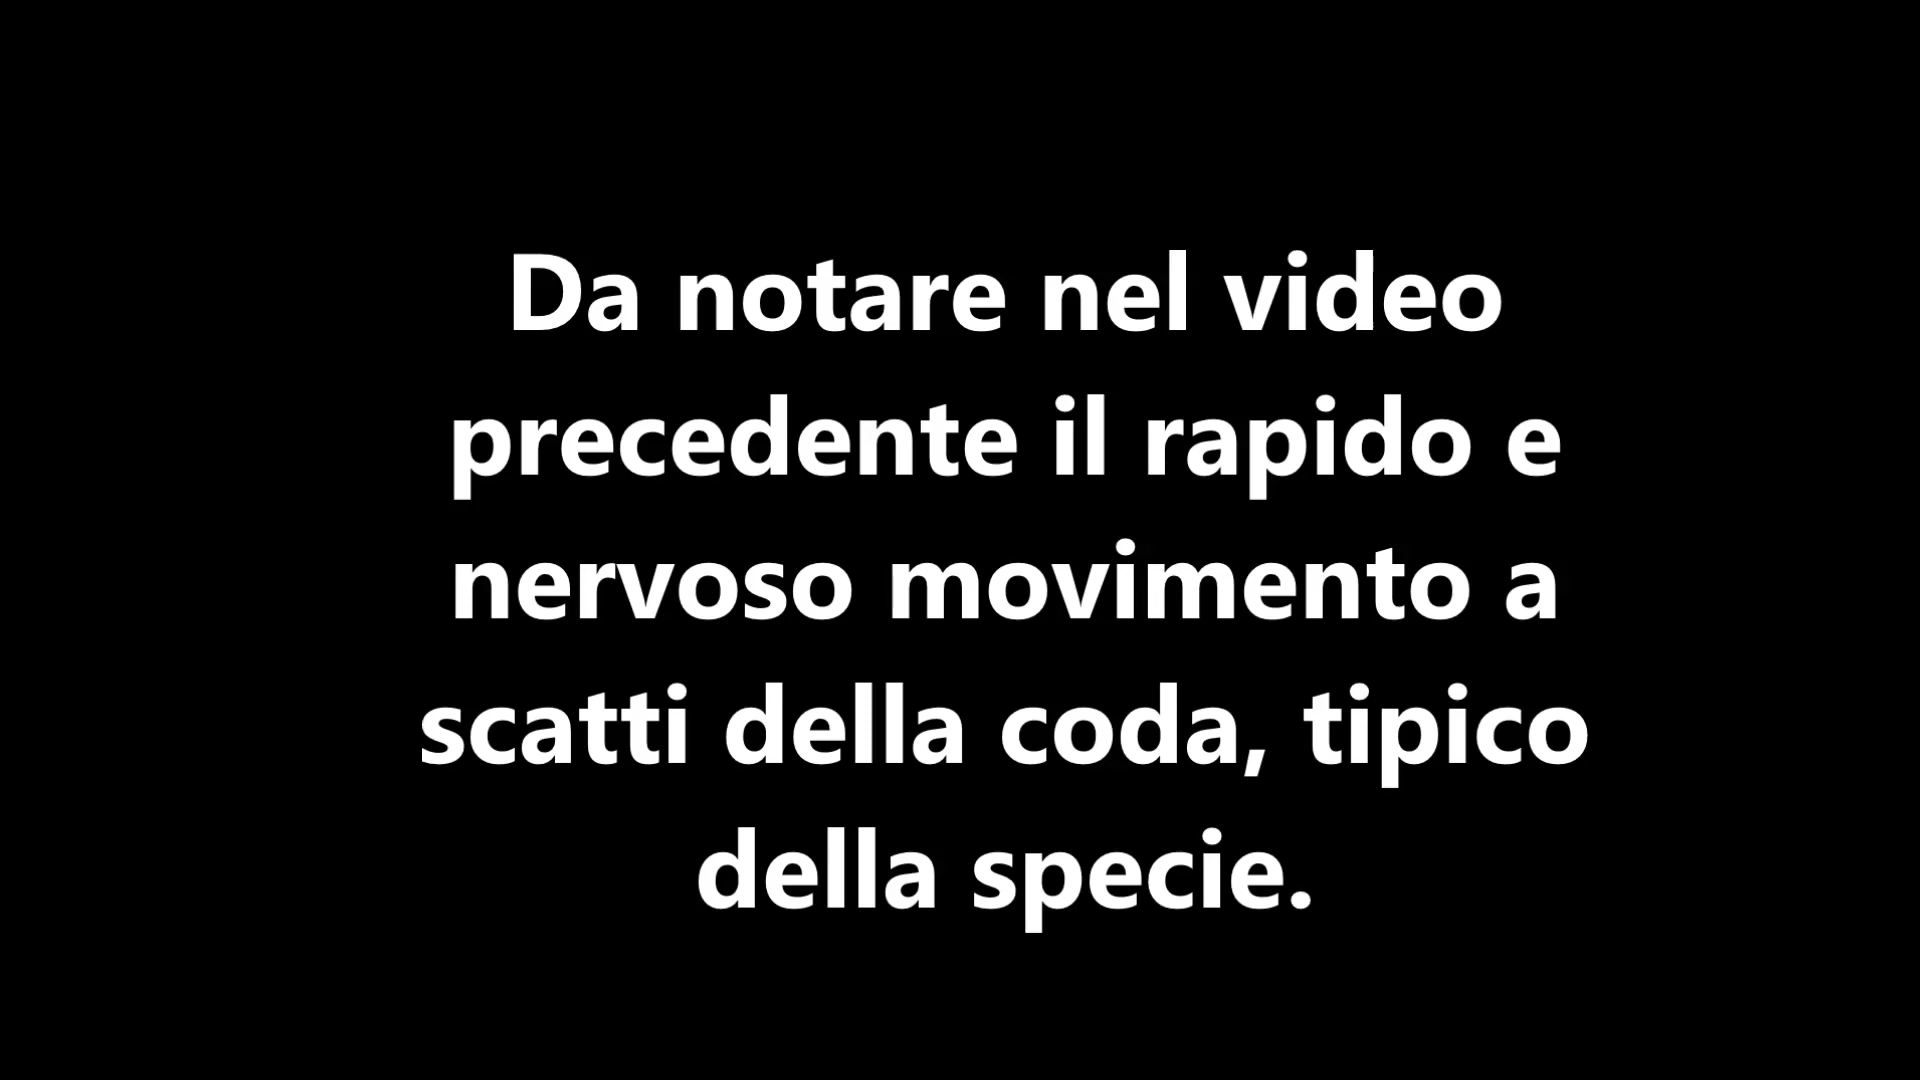 Da notare nel video
precedente il rapido e
nervoso movimento a
scatti della coda, tipico
della specie.